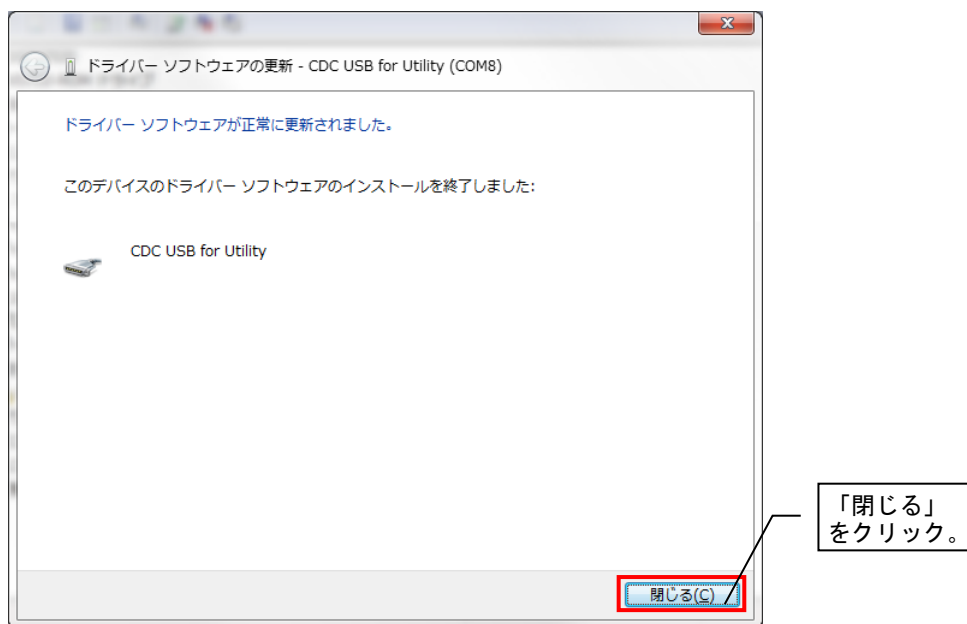 ドライバー ソフトウェアの更新 - CDC USB for Utility (COM8)
ドライバー ソフトウェアが正常に更新されました。
このデバイスのドライバー ソフトウェアのインストールを終了しました:
CDC USB for Utility
「閉じる」
をクリック。
閉じる(C)